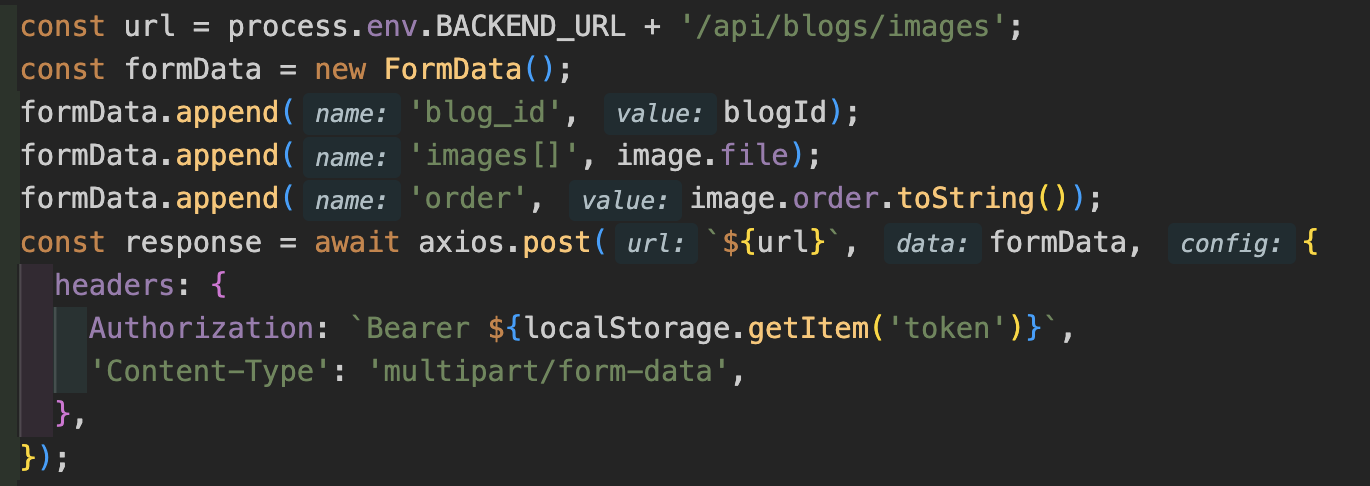 const url = process.env.BACKEND_URL + '/api/blogs/images';
const formData = new FormData();
formData.append( name: 'blog_id', value: blogId);
formData.append( name: 'images[]', image.file);
formData.append( name: 'order', value: image.order.toString());
const response = await axios.post( url: `${url}`, data: formData, config: {
  headers: {
    Authorization: `Bearer ${localStorage.getItem('token')}`,
    'Content-Type': 'multipart/form-data',
  },
});